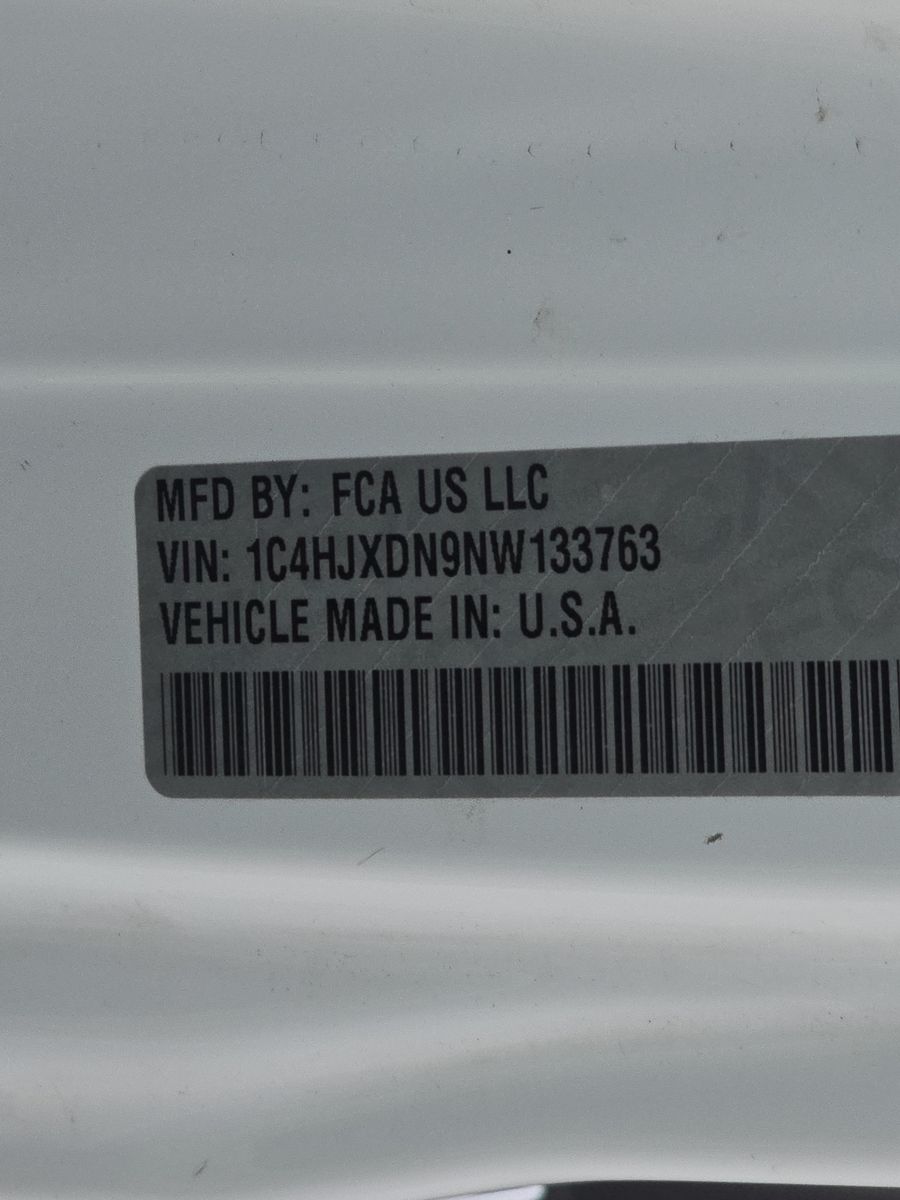 MFD BY: FCA US LLC
VIN: 1C4HJXDN9NW133763
VEHICLE MADE IN: U.S.A.